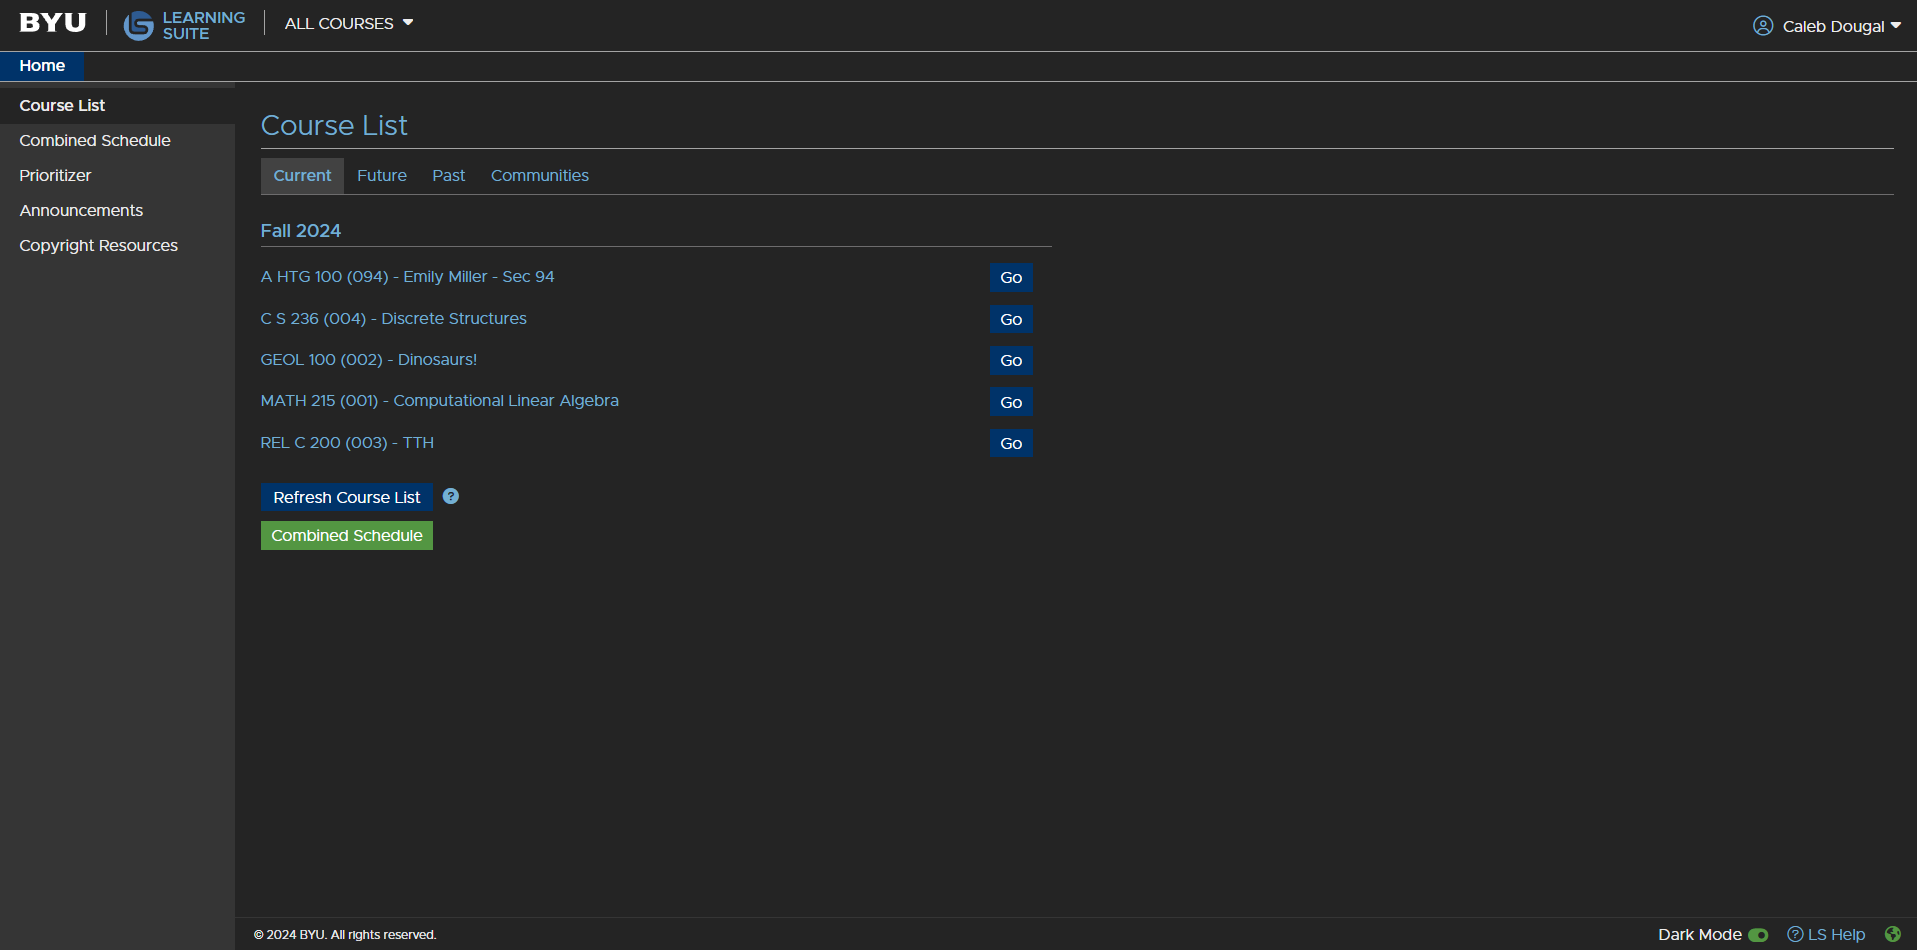 BYU
LEARNING
SUITE
ALL COURSES
Caleb Dougal
Home
Course List
Combined Schedule
Prioritizer
Announcements
Copyright Resources
Course List
Current Future Past Communities
Fall 2024
A HTG 100 (094) - Emily Miller - Sec 94 Go
C S 236 (004) - Discrete Structures Go
GEOL 100 (002) - Dinosaurs! Go
MATH 215 (001) - Computational Linear Algebra Go
REL C 200 (003) - TTH Go
Refresh Course List ?
Combined Schedule
© 2024 BYU. All rights reserved.
Dark Mode ? LS Help